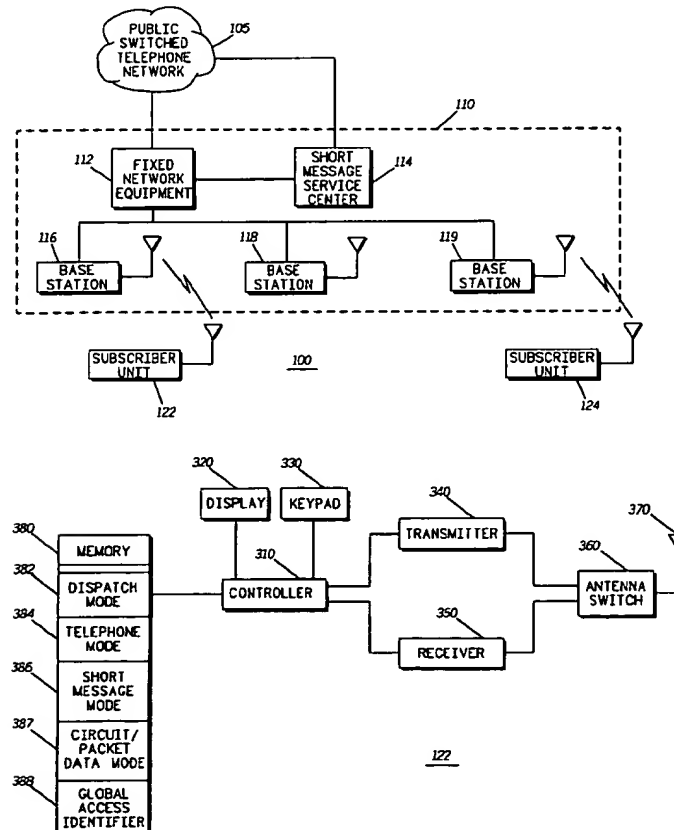 PUBLIC
SWITCHED
TELEPHONE
NETWORK
105
110
112
FIXED
NETWORK
EQUIPMENT
SHORT
MESSAGE
SERVICE
CENTER
114
116
BASE
STATION
118
BASE
STATION
119
BASE
STATION
SUBSCRIBER
UNIT
122
100
SUBSCRIBER
UNIT
124
320
DISPLAY
330
KEYPAD
340
TRANSMITTER
370
360
ANTENNA
SWITCH
310
CONTROLLER
350
RECEIVER
380
MEMORY
382
DISPATCH
MODE
384
TELEPHONE
MODE
386
SHORT
MESSAGE
MODE
387
CIRCUIT/
PACKET
DATA MODE
388
GLOBAL
ACCESS
IDENTIFIER
122